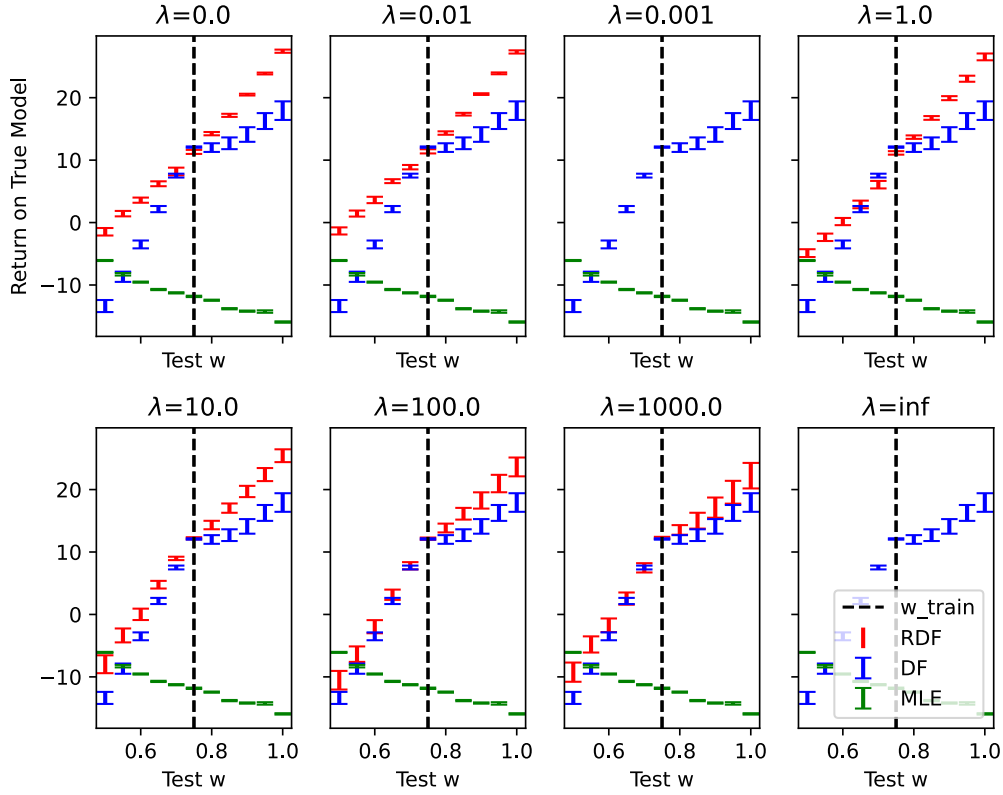 λ=0.0 λ=0.01 λ=0.001 λ=1.0
Return on True Model
20
10
0
−10
Test w Test w Test w Test w
λ=10.0 λ=100.0 λ=1000.0 λ=inf
20
10
0
−10
w_train
RDF
DF
MLE
0.6 0.8 1.0 0.6 0.8 1.0 0.6 0.8 1.0 0.6 0.8 1.0
Test w Test w Test w Test w